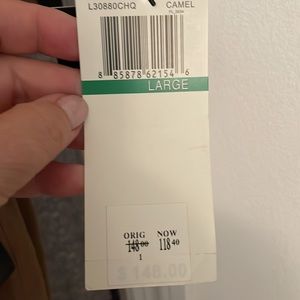 L30880CHQ CAMEL
8 85878 62154 6
LARGE
ORIG NOW
148 00 118 40
1
$ 148.00